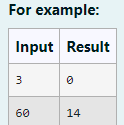 For example:
Input Result
3 0
60 14